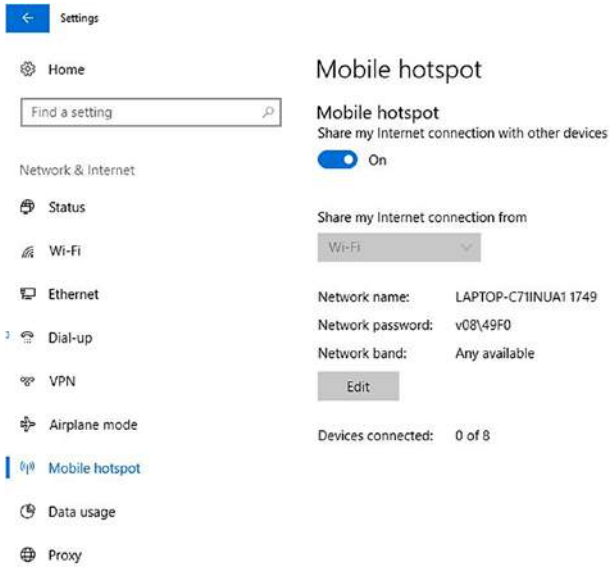 Settings
Home
Find a setting
Network & Internet
Status
Wi-Fi
Ethernet
Dial-up
VPN
Airplane mode
Mobile hotspot
Data usage
Proxy
Mobile hotspot
Mobile hotspot
Share my Internet connection with other devices
On
Share my Internet connection from
Wi-Fi
Network name: LAPTOP-C71INUA1 1749
Network password: v08\49F0
Network band: Any available
Edit
Devices connected: 0 of 8